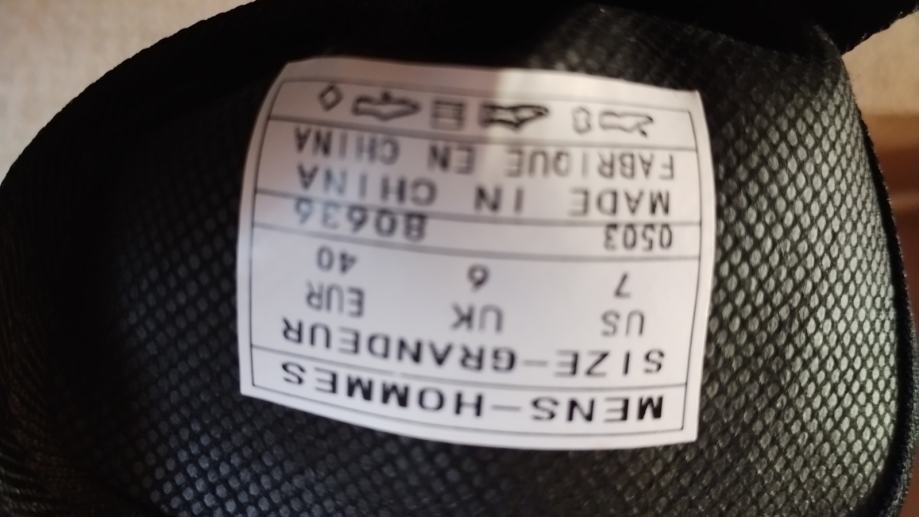 MENS-HOMMES
SIZE-GRANDEUR
US UK EUR
7 6 40
0503 80636
MADE IN CHINA
FABRIQUE EN CHINA